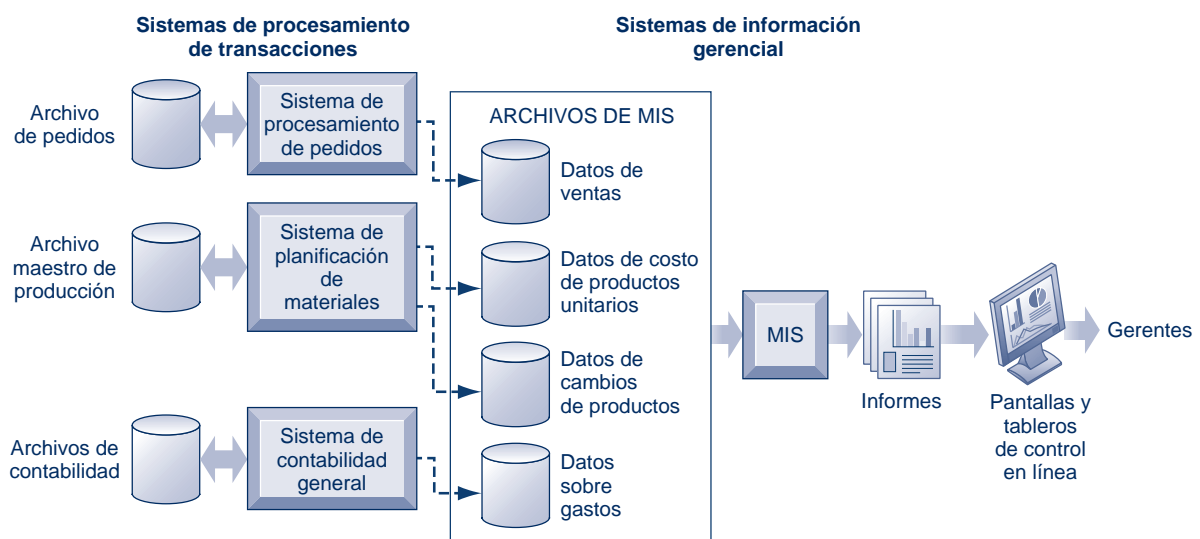 Sistemas de procesamiento
de transacciones
Sistemas de información
gerencial
Archivo
de pedidos
Sistema de
procesamiento
de pedidos
Archivo
maestro de
producción
Sistema de
planificación
de
materiales
Archivos de
contabilidad
Sistema de
contabilidad
general
ARCHIVOS DE MIS
Datos de
ventas
Datos de costo
de productos
unitarios
Datos de
cambios
de productos
Datos
sobre
gastos
MIS
Informes
Pantallas y
tableros
de control
en línea
Gerentes